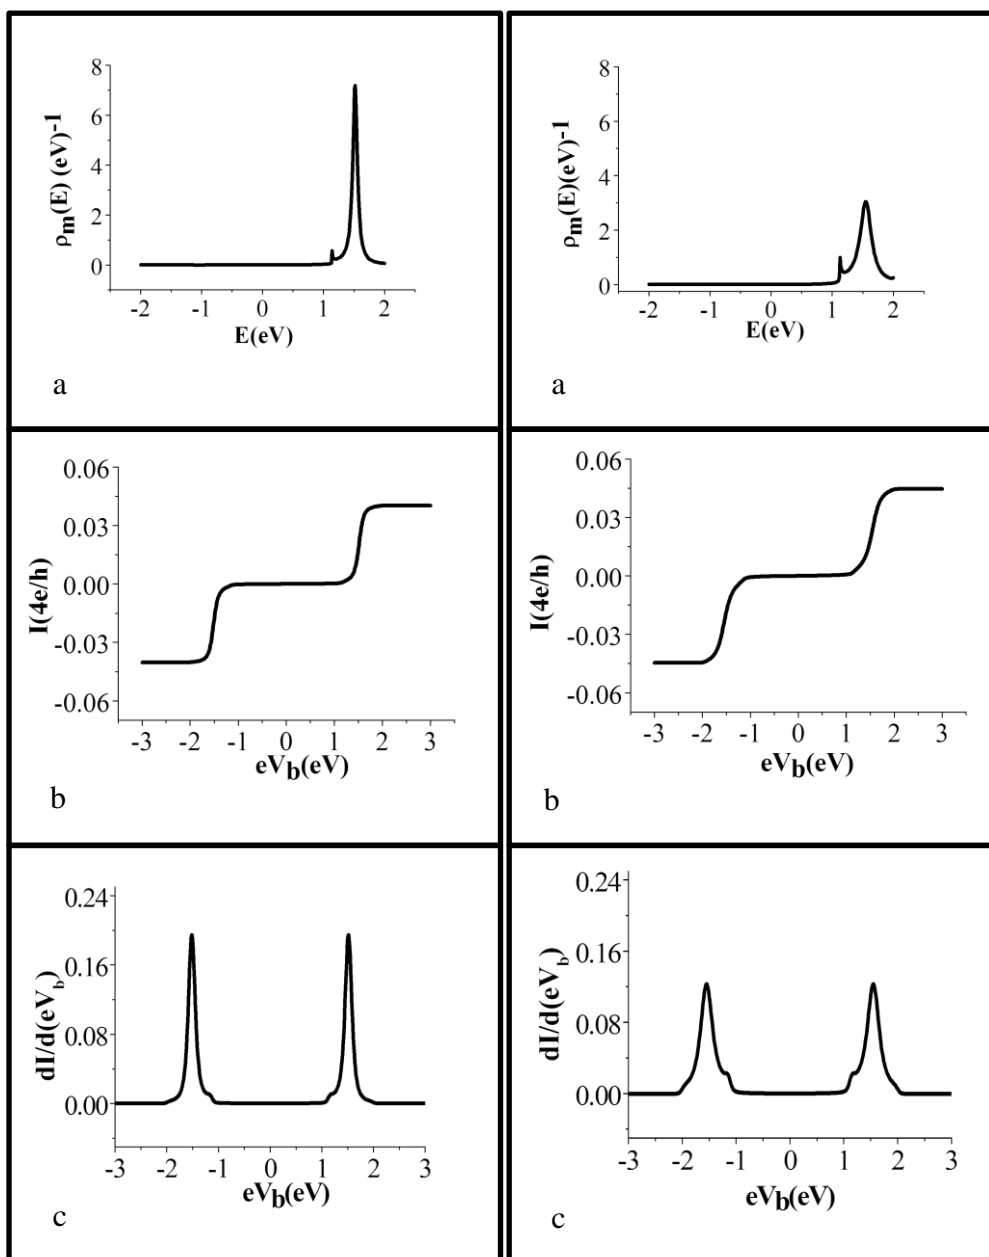 8
6
4
2
0
ρm(E) (eV)-1
-2 -1 0 1 2
E(eV)
a
8
6
4
2
0
ρm(E)(eV)-1
-2 -1 0 1 2
E(eV)
a
0.06
0.03
0.00
-0.03
-0.06
I(4e/h)
-3 -2 -1 0 1 2 3
eVb(eV)
b
0.06
0.03
0.00
-0.03
-0.06
I(4e/h)
-3 -2 -1 0 1 2 3
eVb(eV)
b
0.24
0.16
0.08
0.00
dI/d(eVb)
-3 -2 -1 0 1 2 3
eVb(eV)
c
0.24
0.16
0.08
0.00
dI/d(eVb)
-3 -2 -1 0 1 2 3
eVb(eV)
c